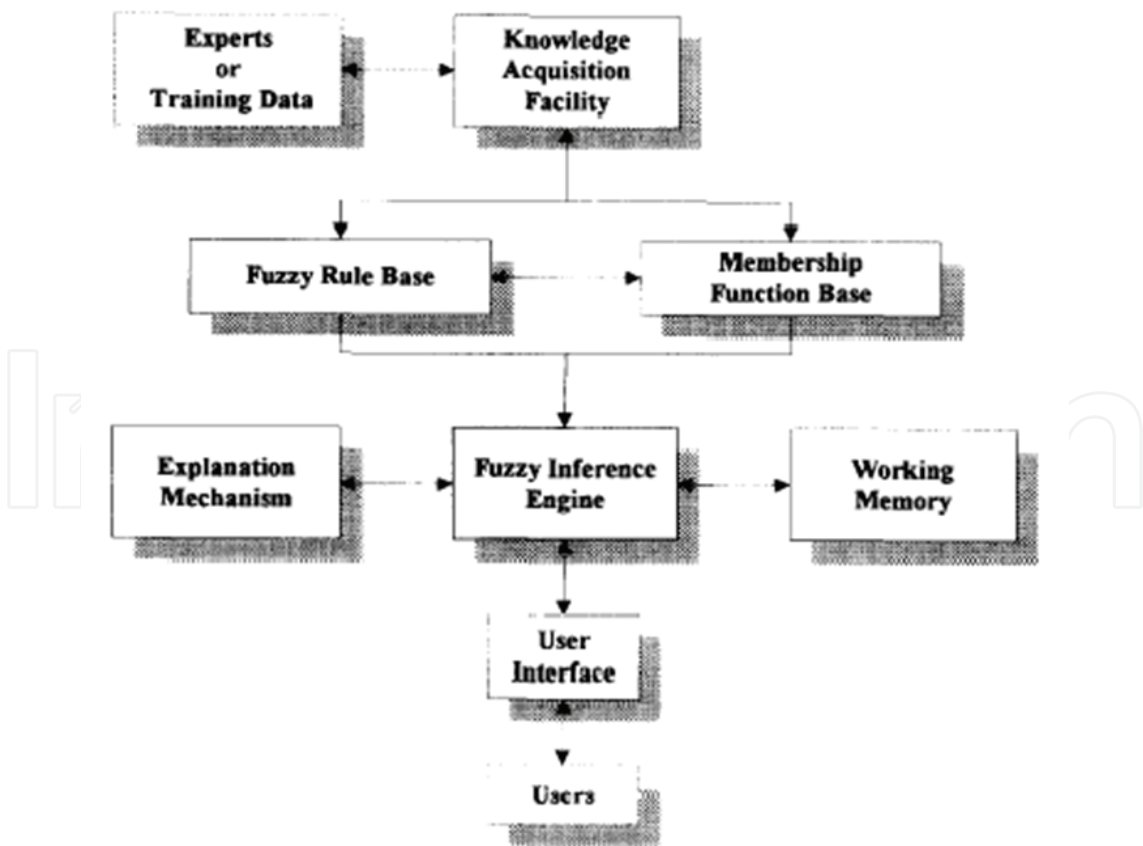 Experts
or
Training Data
Knowledge
Acquisition
Facility
Fuzzy Rule Base
Membership
Function Base
Explanation
Mechanism
Fuzzy Inference
Engine
Working
Memory
User
Interface
Users